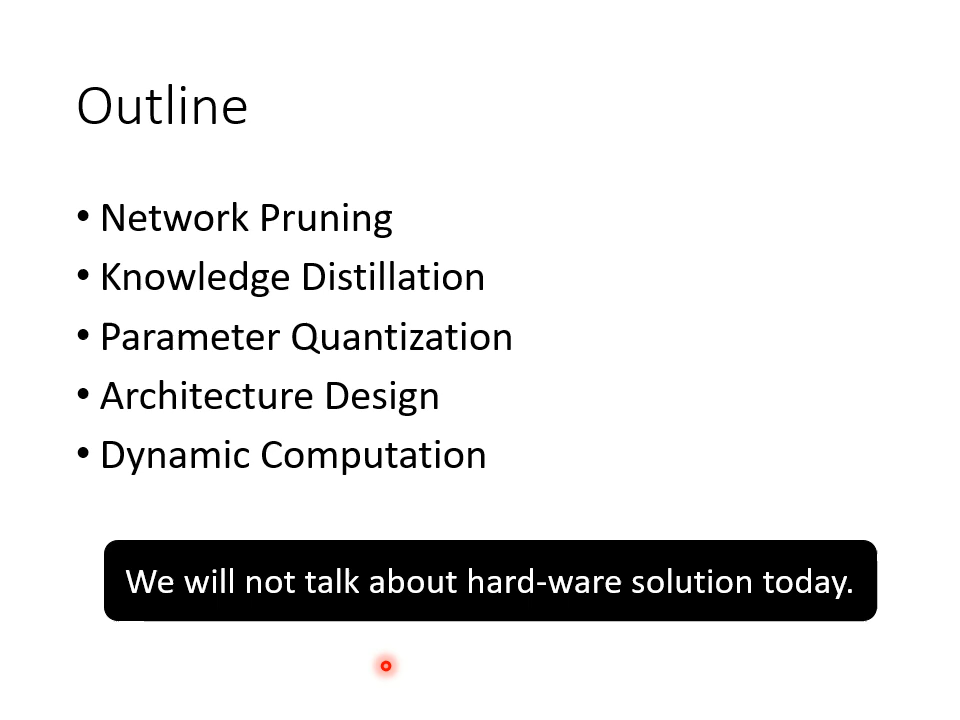 Outline
• Network Pruning
• Knowledge Distillation
• Parameter Quantization
• Architecture Design
• Dynamic Computation
We will not talk about hard-ware solution today.